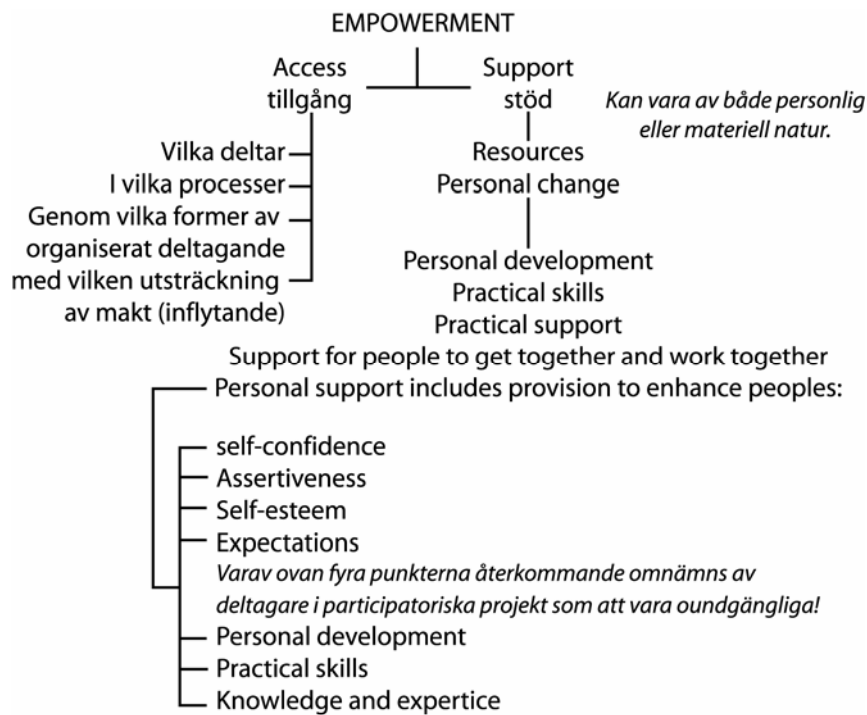 EMPOWERMENT
Access
tillgång
Support
stöd
Kan vara av både personlig
eller materiell natur.
Vilka deltar
I vilka processer
Genom vilka former av
organiserat deltagande
med vilken utsträckning
av makt (inflytande)
Resources
Personal change
Personal development
Practical skills
Practical support
Support for people to get together and work together
Personal support includes provision to enhance peoples:
self-confidence
Assertiveness
Self-esteem
Expectations
Varav ovan fyra punkterna återkommande omnämns av
deltagare i participatoriska projekt som att vara oundgängliga!
Personal development
Practical skills
Knowledge and expertice